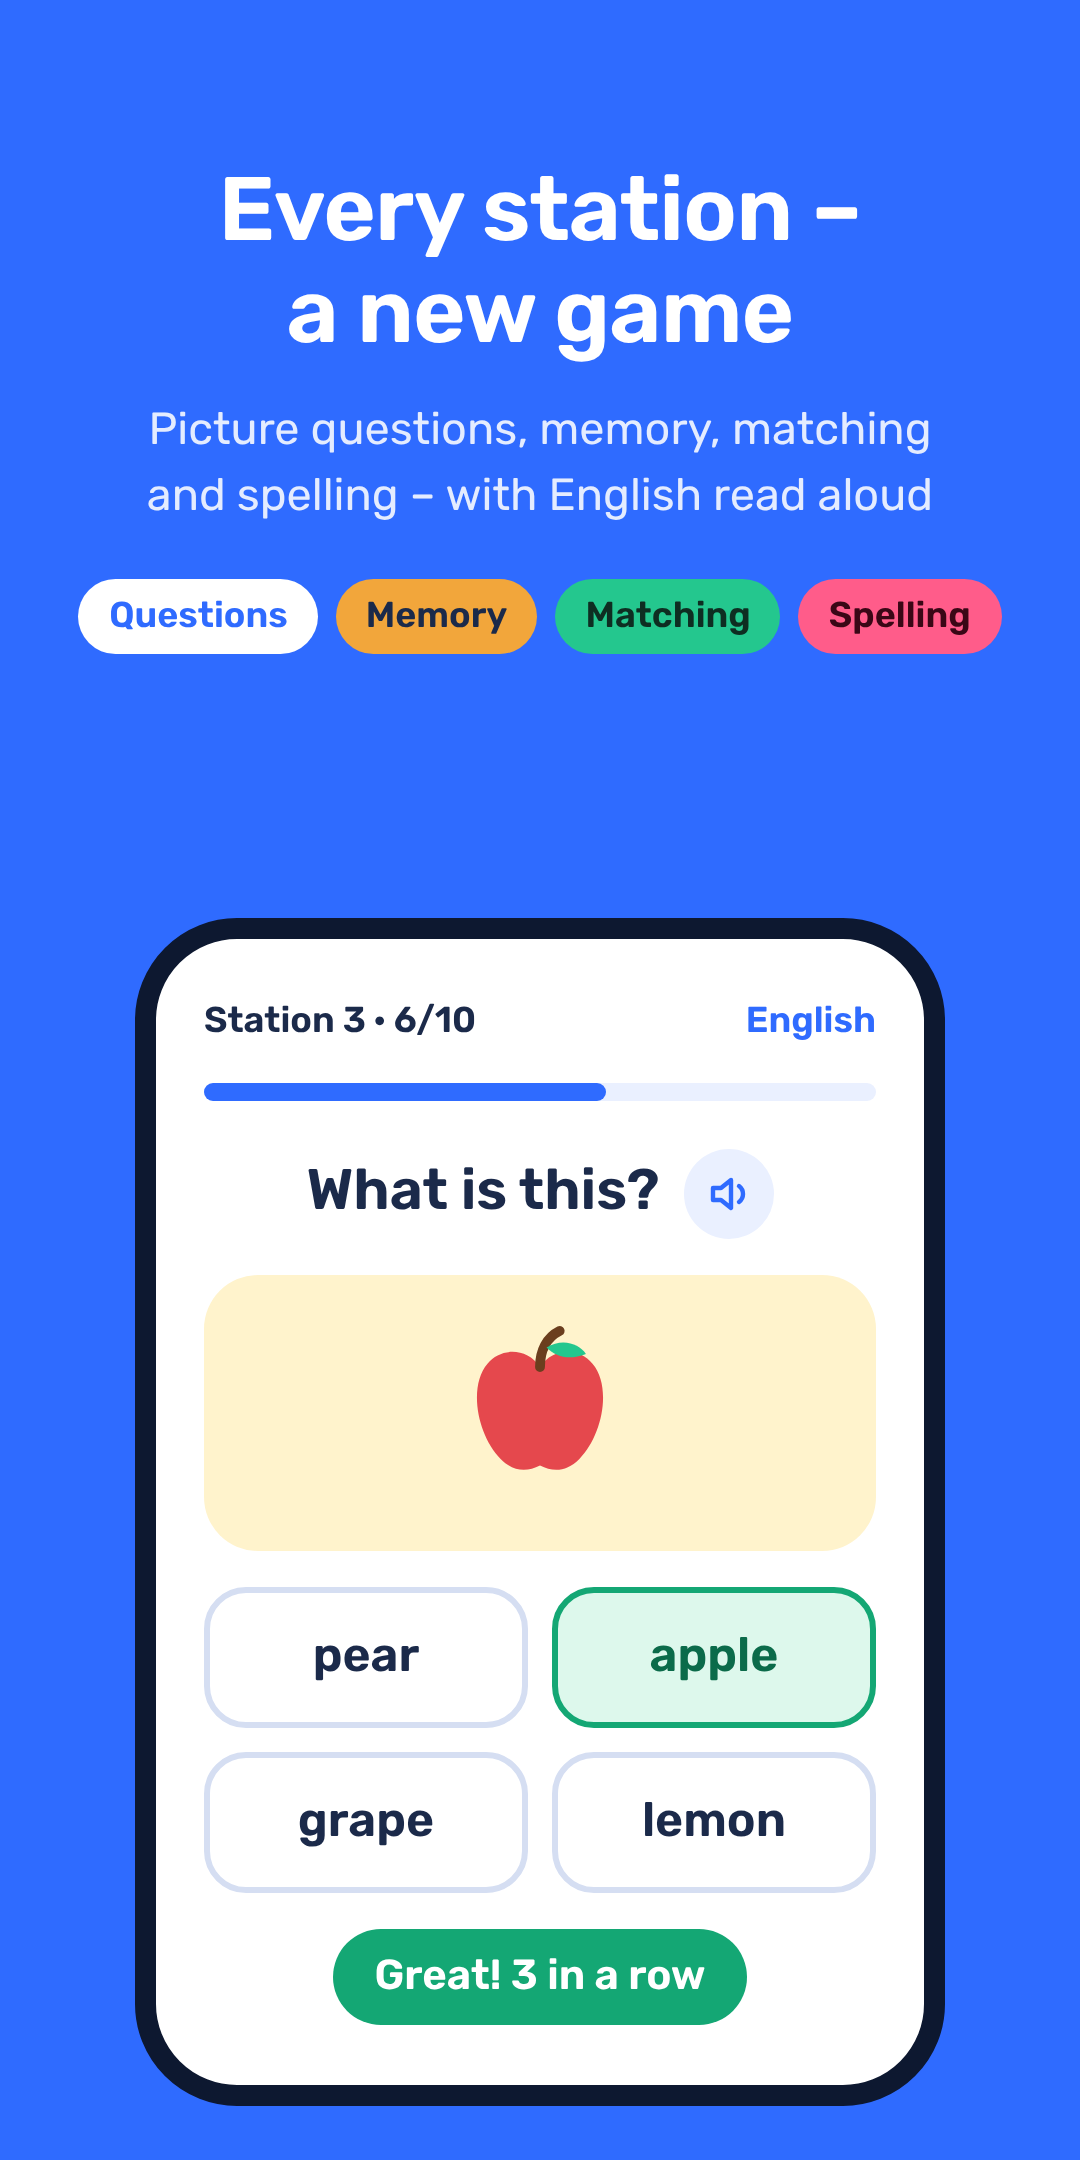 Every station –
a new game
Picture questions, memory, matching
and spelling – with English read aloud
Questions Memory Matching Spelling
Station 3 • 6/10 English
What is this?
pear apple
grape lemon
Great! 3 in a row